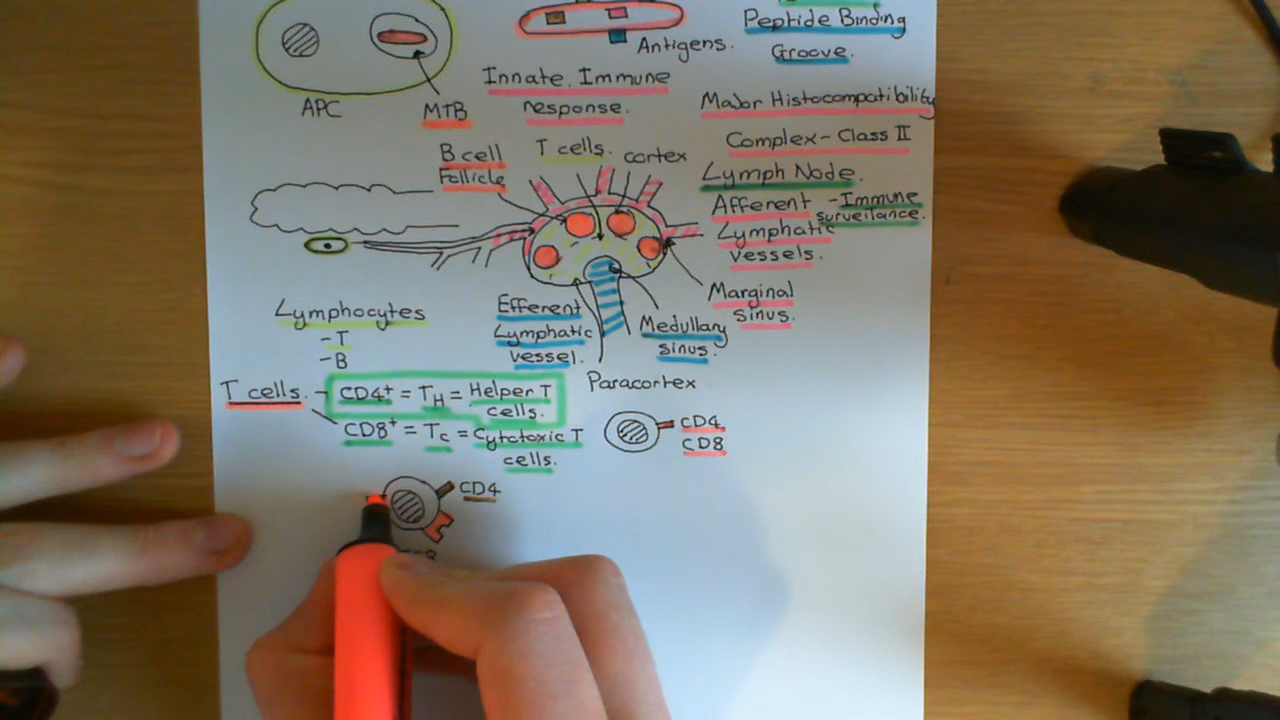 Peptide Binding
Groove.
Antigens.
APC
MTB
Innate Immune
response.
Major Histocompatibility
Complex - Class II
B cell
Follicle
T cells.
cortex
Lymph Node.
Afferent - Immune
surveilance.
Lymphatic
vessels.
Marginal
sinus.
Lymphocytes
- T
- B
Efferent
Lymphatic
vessel.
Medullary
sinus.
Paracortex
T cells. - CD4+ = TH = Helper T
cells.
CD8+ = Tc = Cytotoxic T
cells.
CD4
CD8
CD4